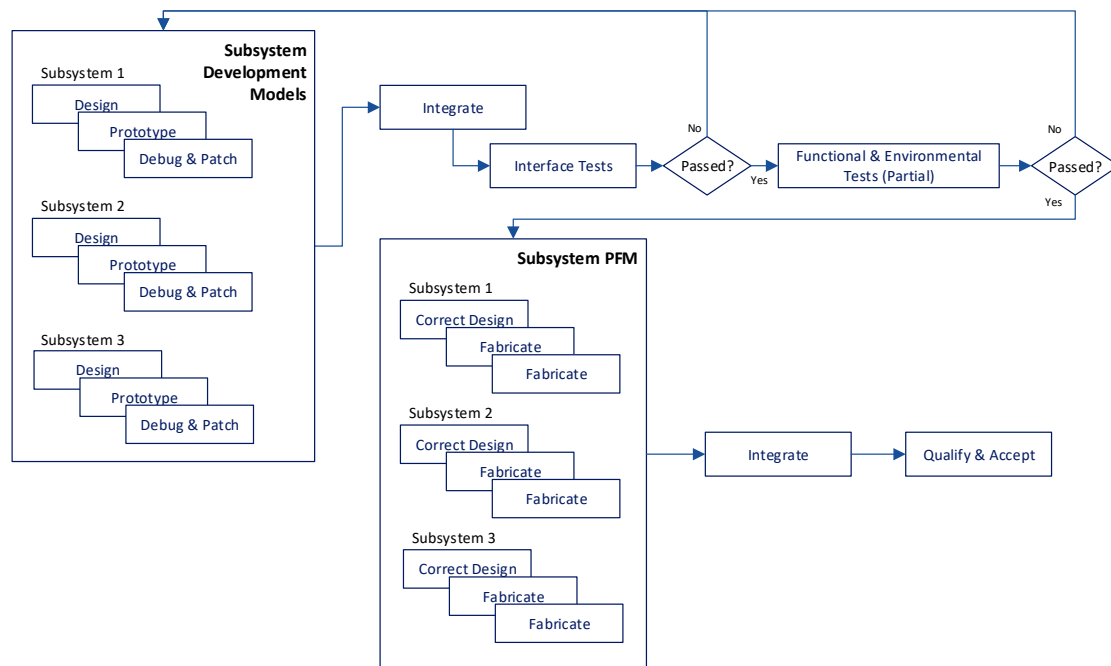 Subsystem
Development
Models
Subsystem 1
Design
Prototype
Debug & Patch
Subsystem 2
Design
Prototype
Debug & Patch
Subsystem 3
Design
Prototype
Debug & Patch
Integrate
Interface Tests
No
Passed?
Yes
Functional & Environmental
Tests (Partial)
No
Passed?
Yes
Subsystem PFM
Subsystem 1
Correct Design
Fabricate
Fabricate
Subsystem 2
Correct Design
Fabricate
Fabricate
Subsystem 3
Correct Design
Fabricate
Fabricate
Integrate
Qualify & Accept